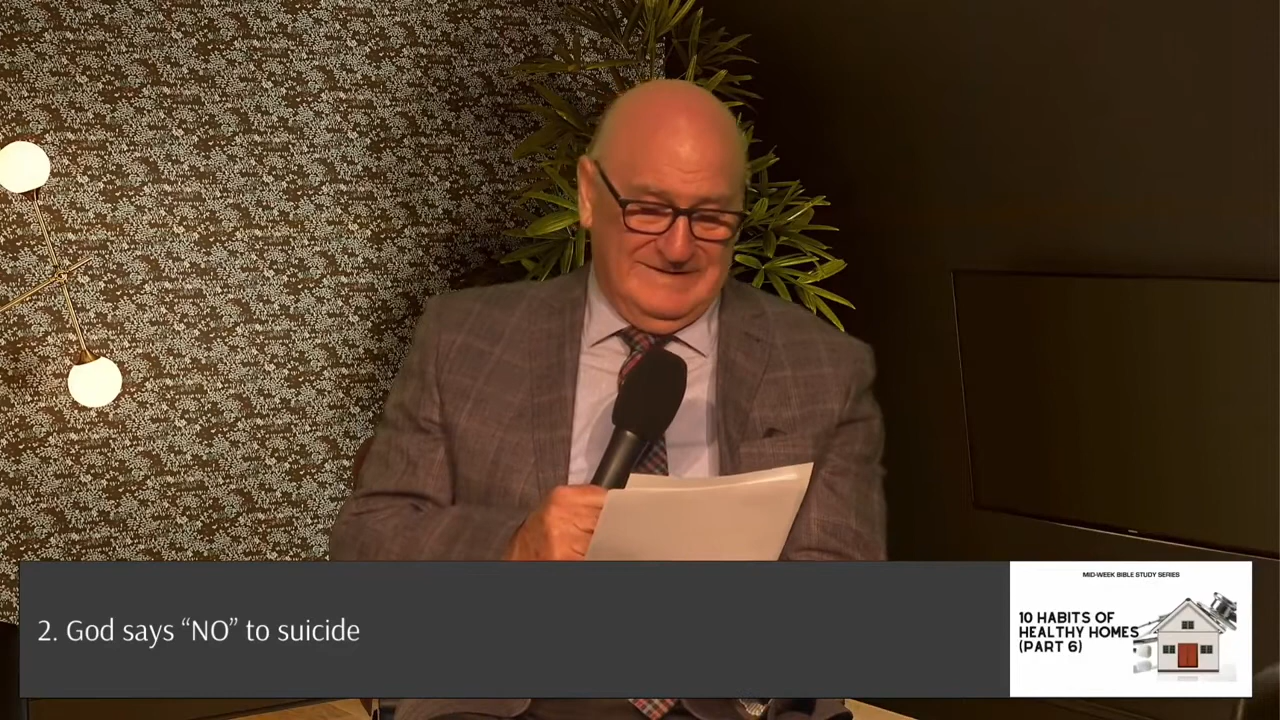 2. God says “NO” to suicide
MID-WEEK BIBLE STUDY SERIES
10 HABITS OF
HEALTHY HOMES
(PART 6)